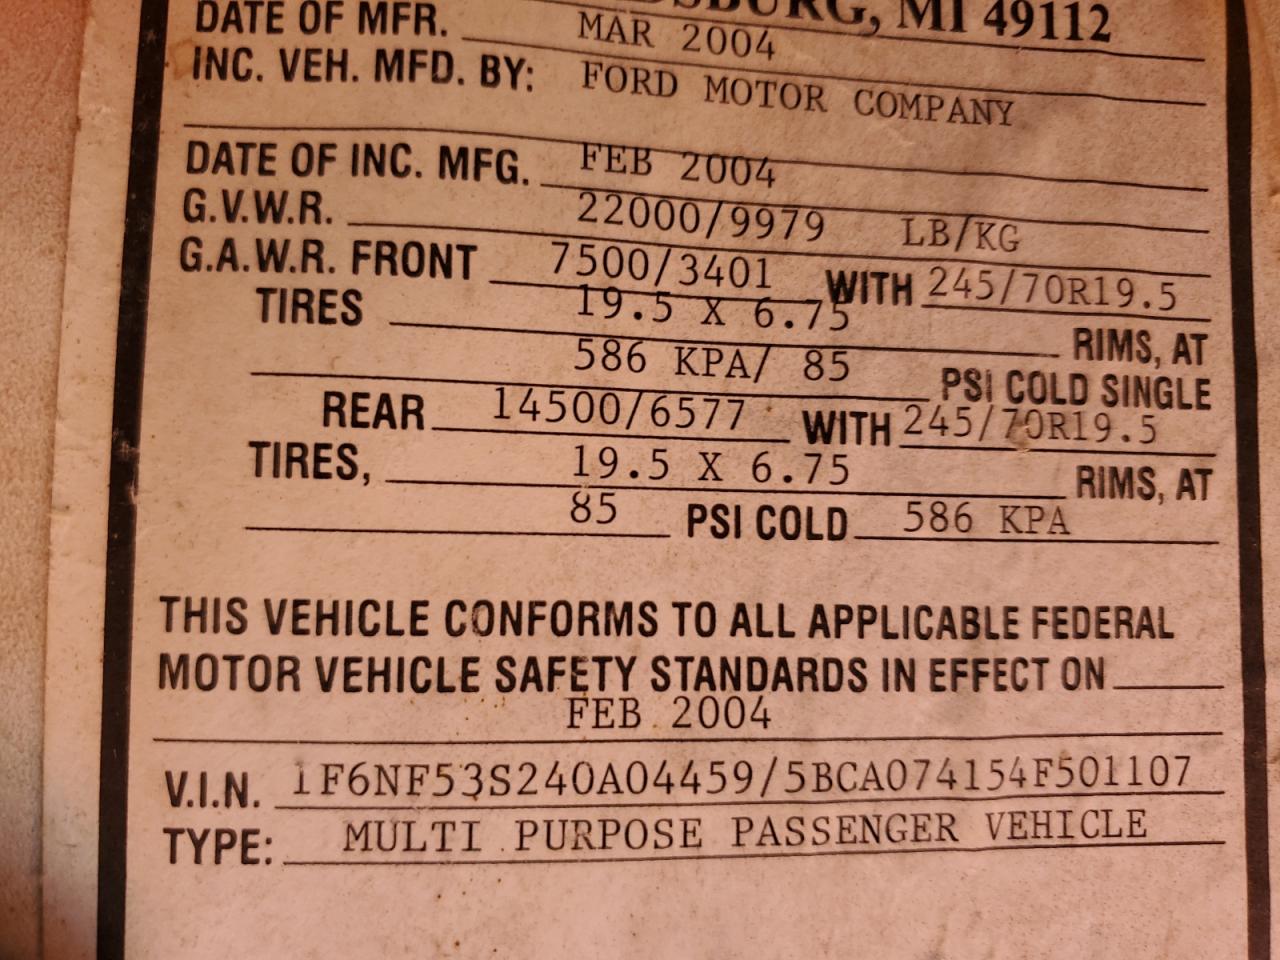 MI 49112
DATE OF MFR. MAR 2004
INC. VEH. MFD. BY: FORD MOTOR COMPANY
DATE OF INC. MFG. FEB 2004
G.V.W.R. 22000/9979 LB/KG
G.A.W.R. FRONT 7500/3401 WITH 245/70R19.5
TIRES 19.5 X 6.75 RIMS, AT
586 KPA/ 85 PSI COLD SINGLE
REAR 14500/6577 WITH 245/70R19.5
TIRES, 19.5 X 6.75 RIMS, AT
85 PSI COLD 586 KPA
THIS VEHICLE CONFORMS TO ALL APPLICABLE FEDERAL
MOTOR VEHICLE SAFETY STANDARDS IN EFFECT ON
FEB 2004
V.I.N. 1F6NF53S240A04459/5BCA074154F501107
TYPE: MULTI PURPOSE PASSENGER VEHICLE